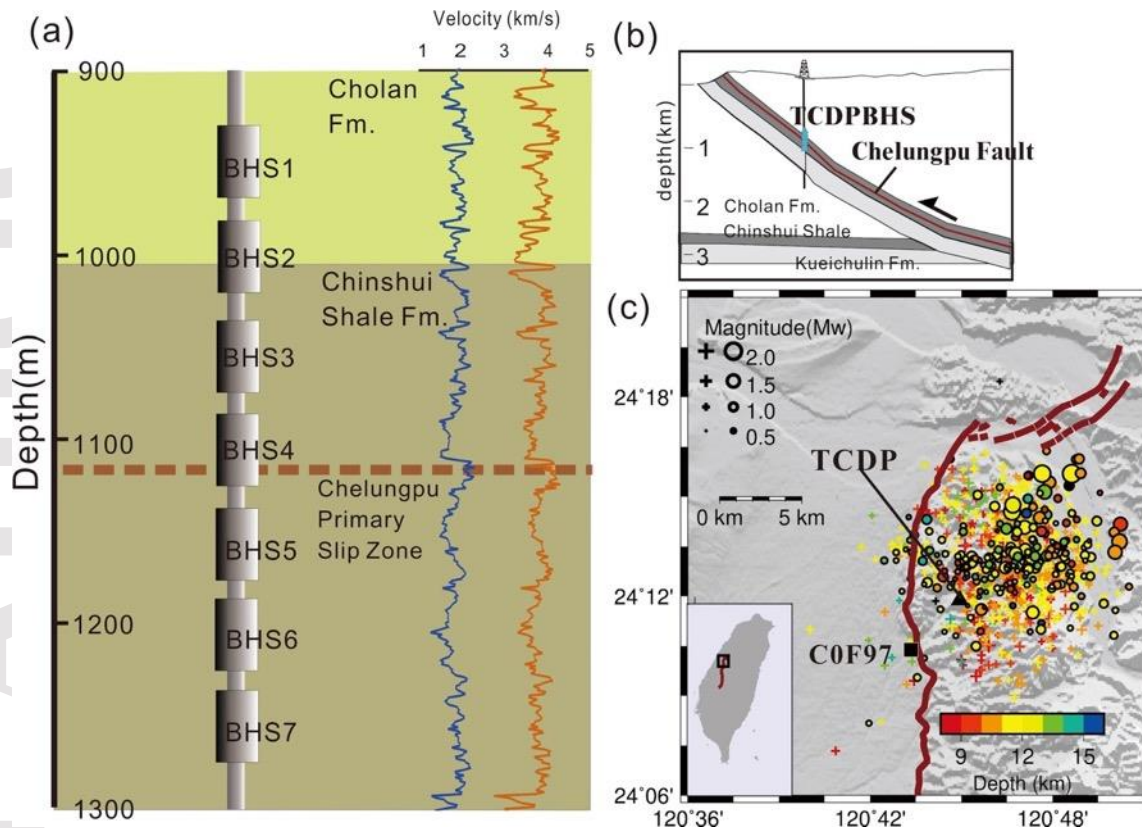 (a)
Velocity (km/s)
1 2 3 4 5
Depth(m)
900
1000
1100
1200
1300
Cholan
Fm.
BHS1
BHS2
Chinshui
Shale Fm.
BHS3
BHS4
Chelungpu
Primary
Slip Zone
BHS5
BHS6
BHS7
(b)
depth(km)
1
2
3
TCDPBHS
Chelungpu Fault
Cholan Fm.
Chinshui Shale
Kueichulin Fm.
(c)
Magnitude(Mw)
2.0
1.5
1.0
0.5
TCDP
0 km 5 km
C0F97
9 12 15
Depth (km)
24°18'
24°12'
24°06'
120°36' 120°42' 120°48'